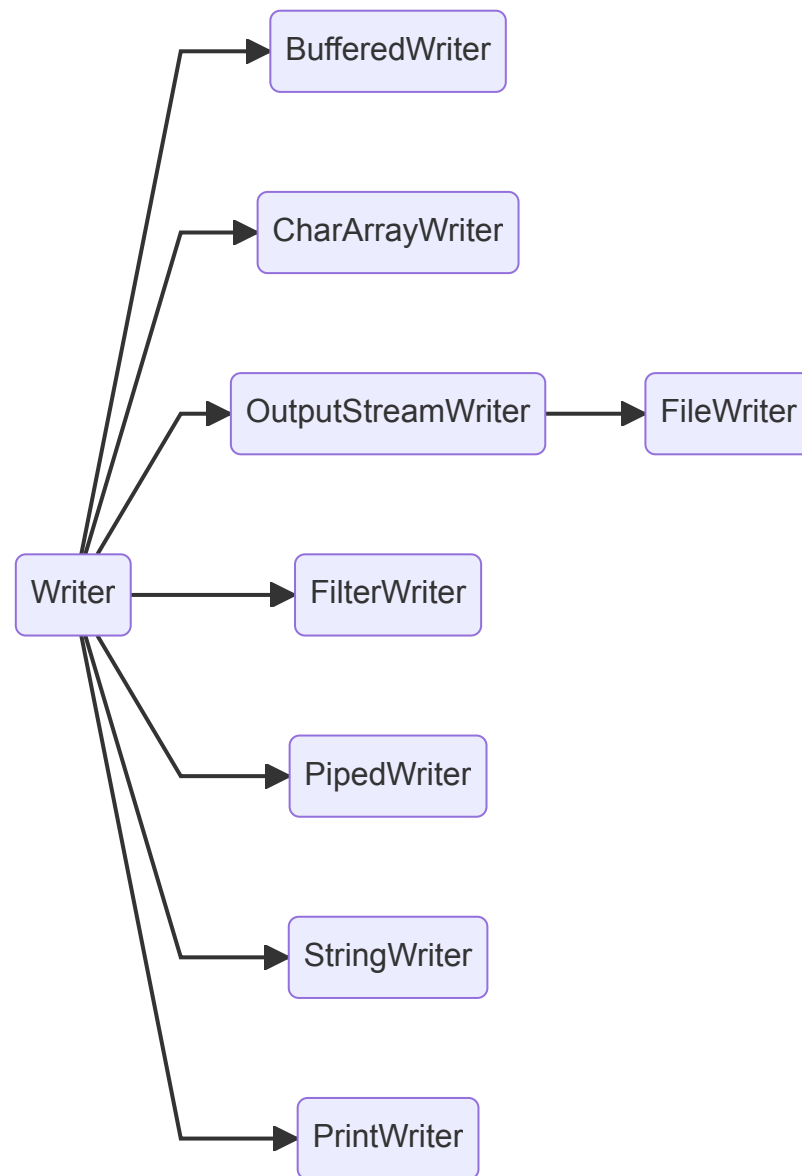 BufferedWriter
CharArrayWriter
OutputStreamWriter
FileWriter
Writer
FilterWriter
PipedWriter
StringWriter
PrintWriter